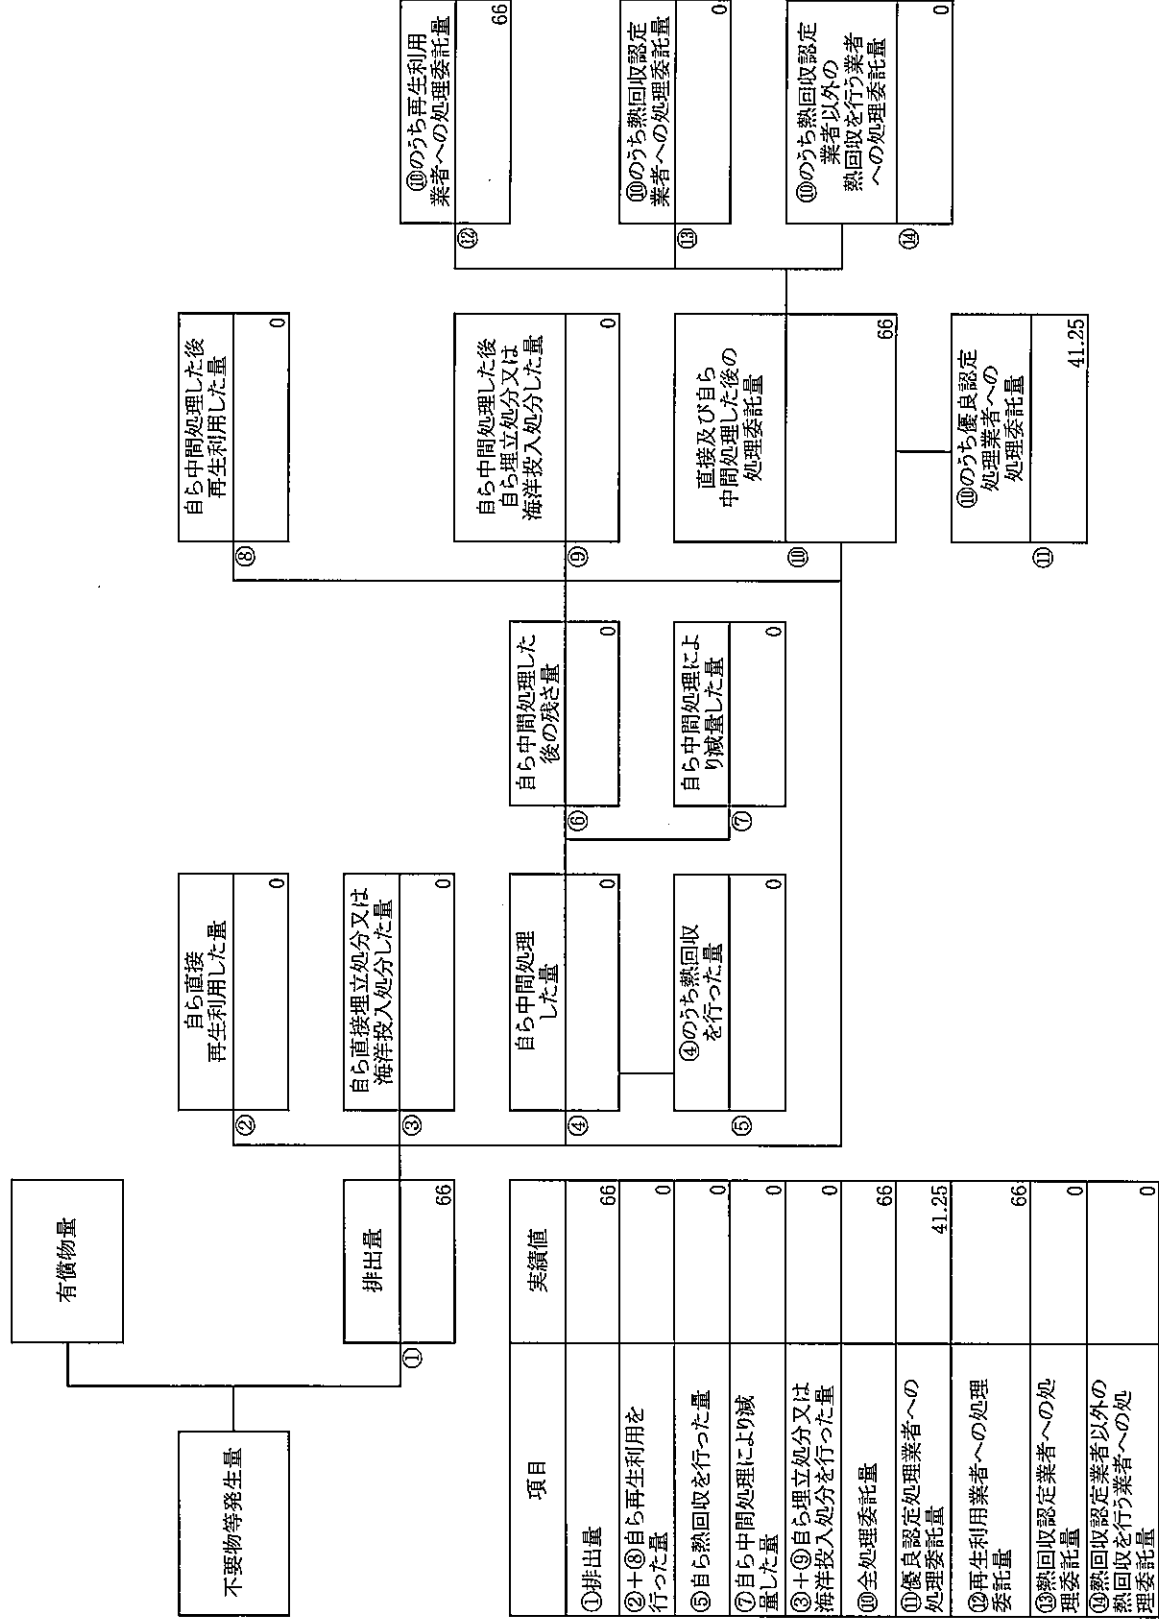 不要物等発生量
有償物量
①
排出量
66
②
自ら直接
再生利用した量
0
③
自ら直接埋立処分又は
海洋投入処分した量
0
④
自ら中間処理
した量
0
⑤
④のうち熱回収
を行った量
0
⑥
自ら中間処理した
後の残さ量
0
⑦
自ら中間処理によ
り減量した量
0
⑧
自ら中間処理した後
再生利用した量
0
⑨
自ら中間処理した後
自ら埋立処分又は
海洋投入処分した量
0
⑩
直接及び自ら
中間処理した後の
処理委託量
66
⑪
⑩のうち優良認定
処理業者への
処理委託量
41.25
⑫
⑩のうち再生利用
業者への処理委託量
66
⑬
⑩のうち熱回収認定
業者への処理委託量
0
⑭
⑩のうち熱回収認定
業者以外の
熱回収を行う業者
への処理委託量
0
項目 実績値
①排出量 66
②+⑧自ら再生利用を
行った量 0
⑤自ら熱回収を行った量 0
⑦自ら中間処理により減
量した量 0
③+⑨自ら埋立処分又は
海洋投入処分を行った量 0
⑩全処理委託量 66
⑪優良認定処理業者への
処理委託量 41.25
⑫再生利用業者への処理
委託量 66
⑬熱回収認定業者への処
理委託量 0
⑭熱回収認定業者以外の
熱回収を行う業者への処
理委託量 0